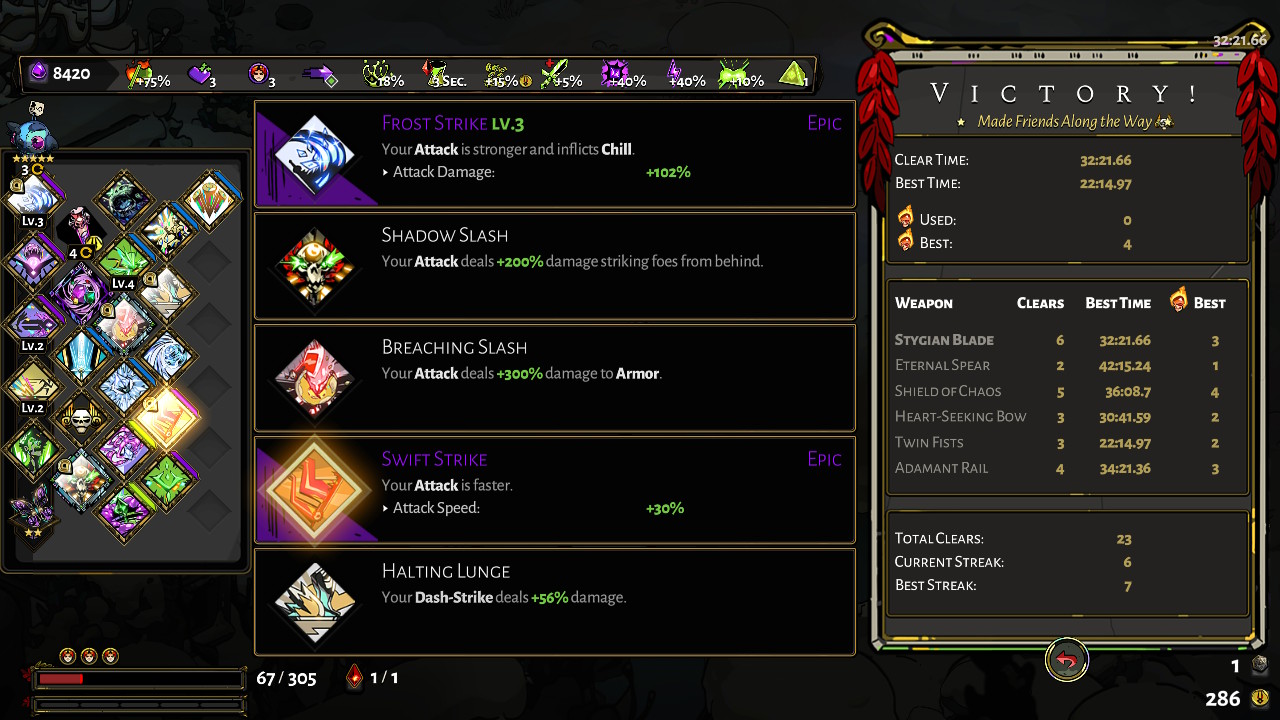 32:21.66
8420
+75%
3
3
18%
3 Sec.
+15%
+5%
+40%
+40%
+10%
1
3
Lv.3
4
Lv.4
Lv.2
Lv.2
Frost Strike Lv.3
Epic
Your Attack is stronger and inflicts Chill.
Attack Damage: +102%
Shadow Slash
Your Attack deals +200% damage striking foes from behind.
Breaching Slash
Your Attack deals +300% damage to Armor.
Swift Strike
Epic
Your Attack is faster.
Attack Speed: +30%
Halting Lunge
Your Dash-Strike deals +56% damage.
67 / 305
1 / 1
VICTORY!
Made Friends Along the Way
Clear Time: 32:21.66
Best Time: 22:14.97
Used: 0
Best: 4
Weapon Clears Best Time Best
Stygian Blade 6 32:21.66 3
Eternal Spear 2 42:15.24 1
Shield of Chaos 5 36:08.7 4
Heart-Seeking Bow 3 30:41.59 2
Twin Fists 3 22:14.97 2
Adamant Rail 4 34:21.36 3
Total Clears: 23
Current Streak: 6
Best Streak: 7
1
286